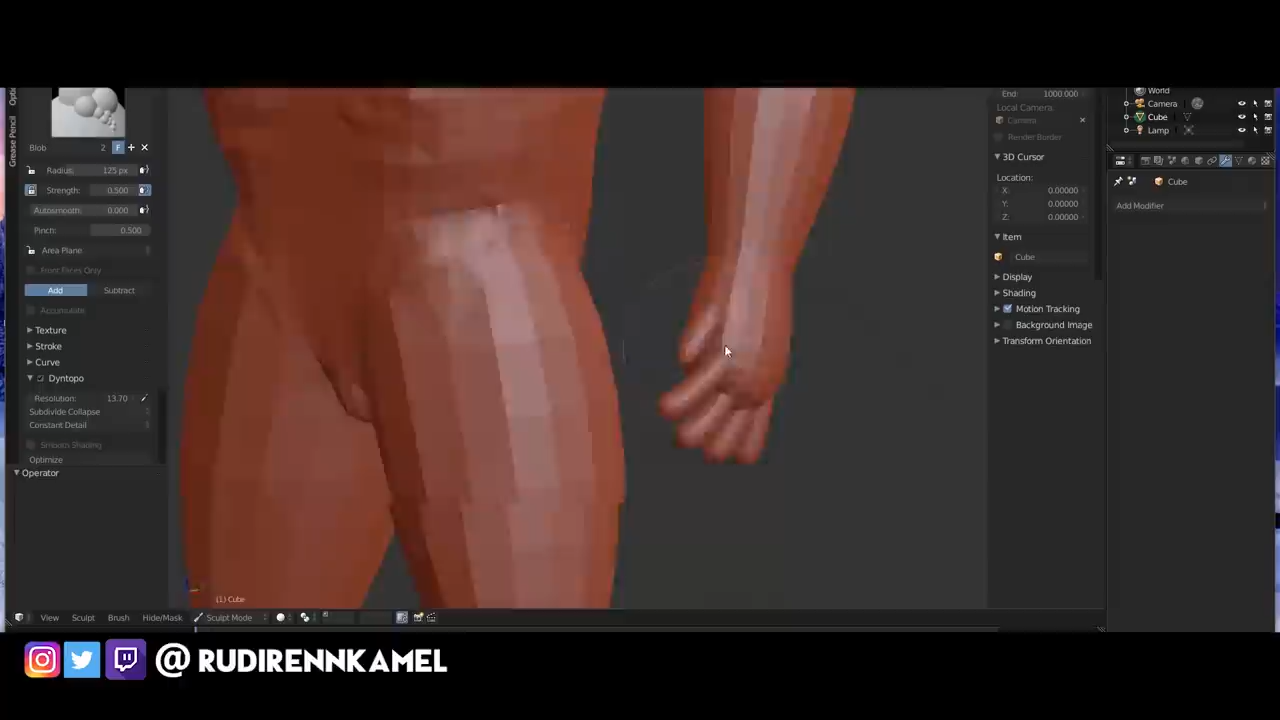 Opti
Grease Pencil
Blob 2 F
Radius: 125 px
Strength: 0.500
Autosmooth: 0.000
Pinch: 0.500
Area Plane
Front Faces Only
Add Subtract
Accumulate
Texture
Stroke
Curve
Dyntopo
Resolution: 13.70
Subdivide Collapse
Constant Detail
Smooth Shading
Optimize
Operator
(1) Cube
View Sculpt Brush Hide/Mask Sculpt Mode
End: 1000.000
Local Camera:
Camera
Render Border
3D Cursor
Location:
X: 0.00000
Y: 0.00000
Z: 0.00000
Item
Cube
Display
Shading
Motion Tracking
Background Image
Transform Orientation
World
Camera
Cube
Lamp
Cube
Add Modifier
@ RUDIRENNKAMEL